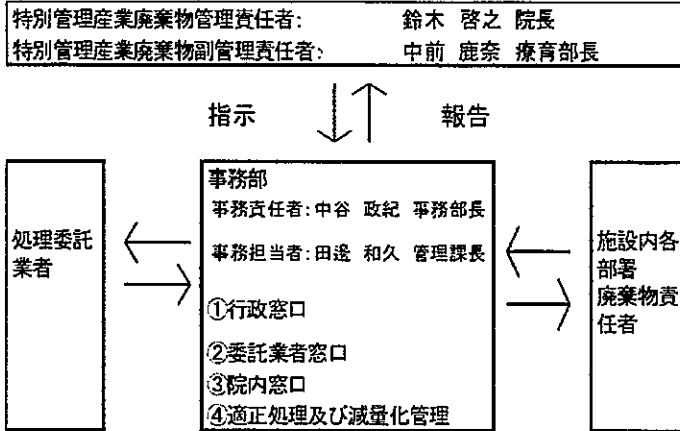 特別管理産業廃棄物管理責任者: 鈴木 啓之 院長
特別管理産業廃棄物副管理責任者: 中前 鹿奈 療育部長
指示 報告
処理委託
業者
事務部
事務責任者:中谷 政紀 事務部長
事務担当者:田邊 和久 管理課長
①行政窓口
②委託業者窓口
③院内窓口
④適正処理及び減量化管理
施設内各
部署
廃棄物責
任者